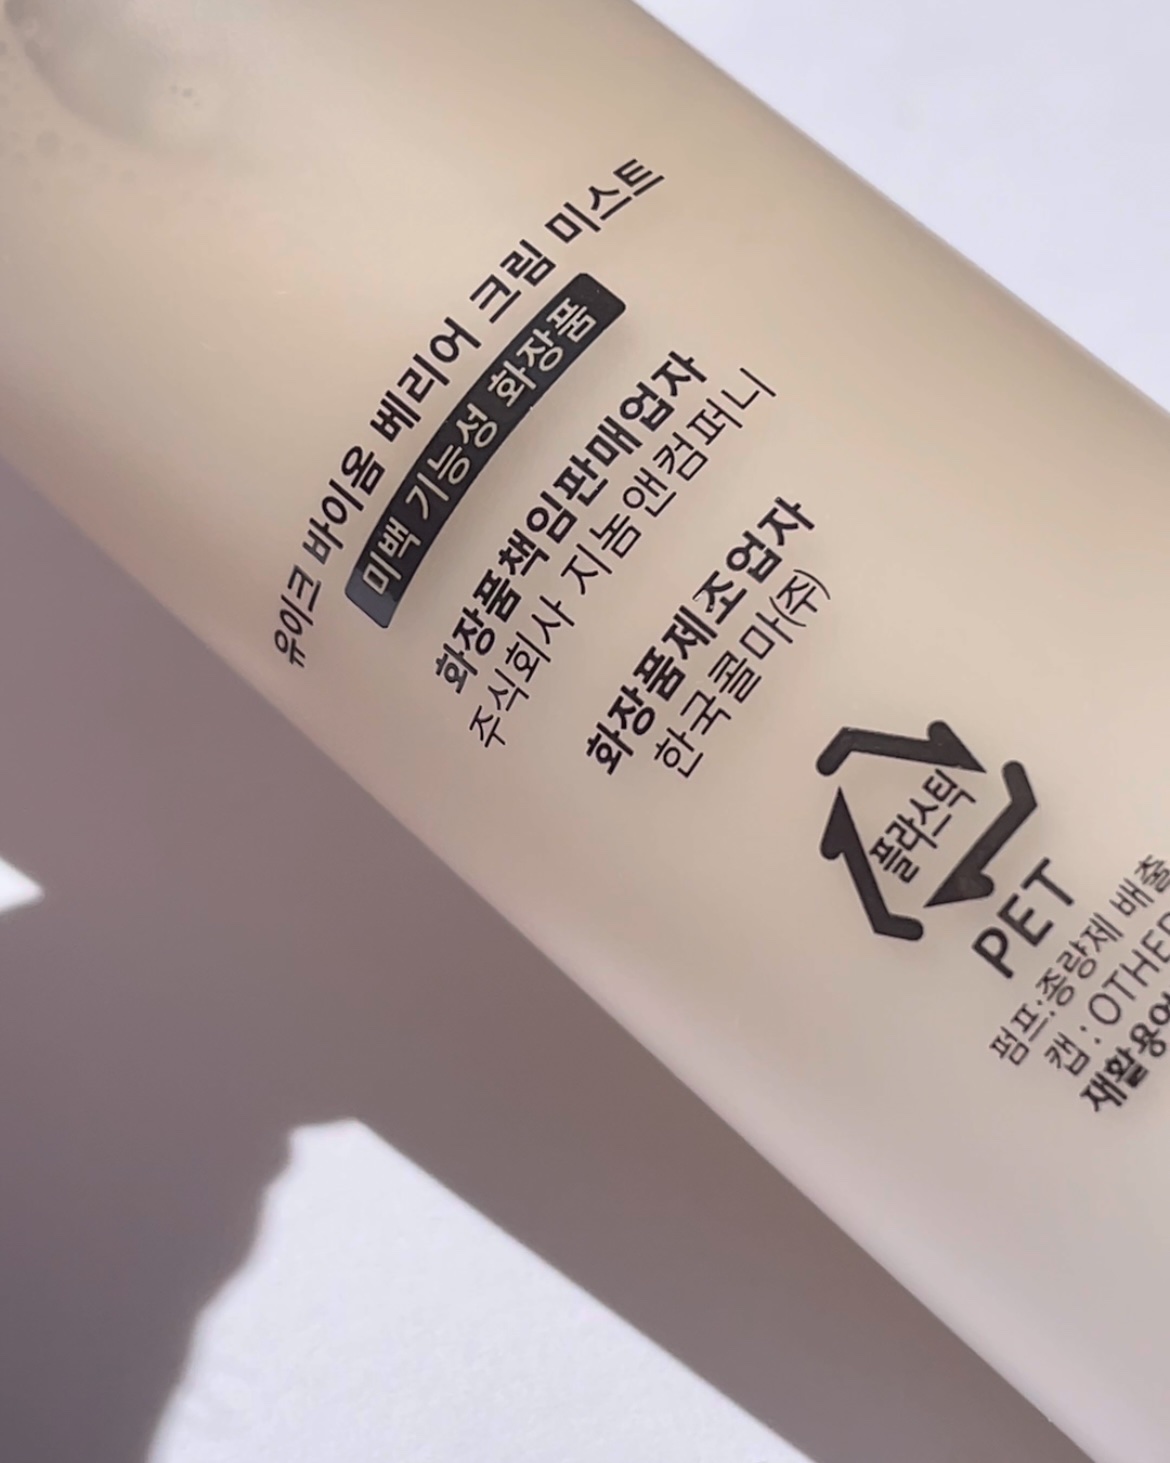 유이크 바이옴 베리어 크림 미스트
미백 기능성 화장품
화장품책임판매업자
주식회사 지놈앤컴퍼니
화장품제조업자
한국콜마(주)
플라스틱
PET
펌프:종량제 배출
캡 : OTHER